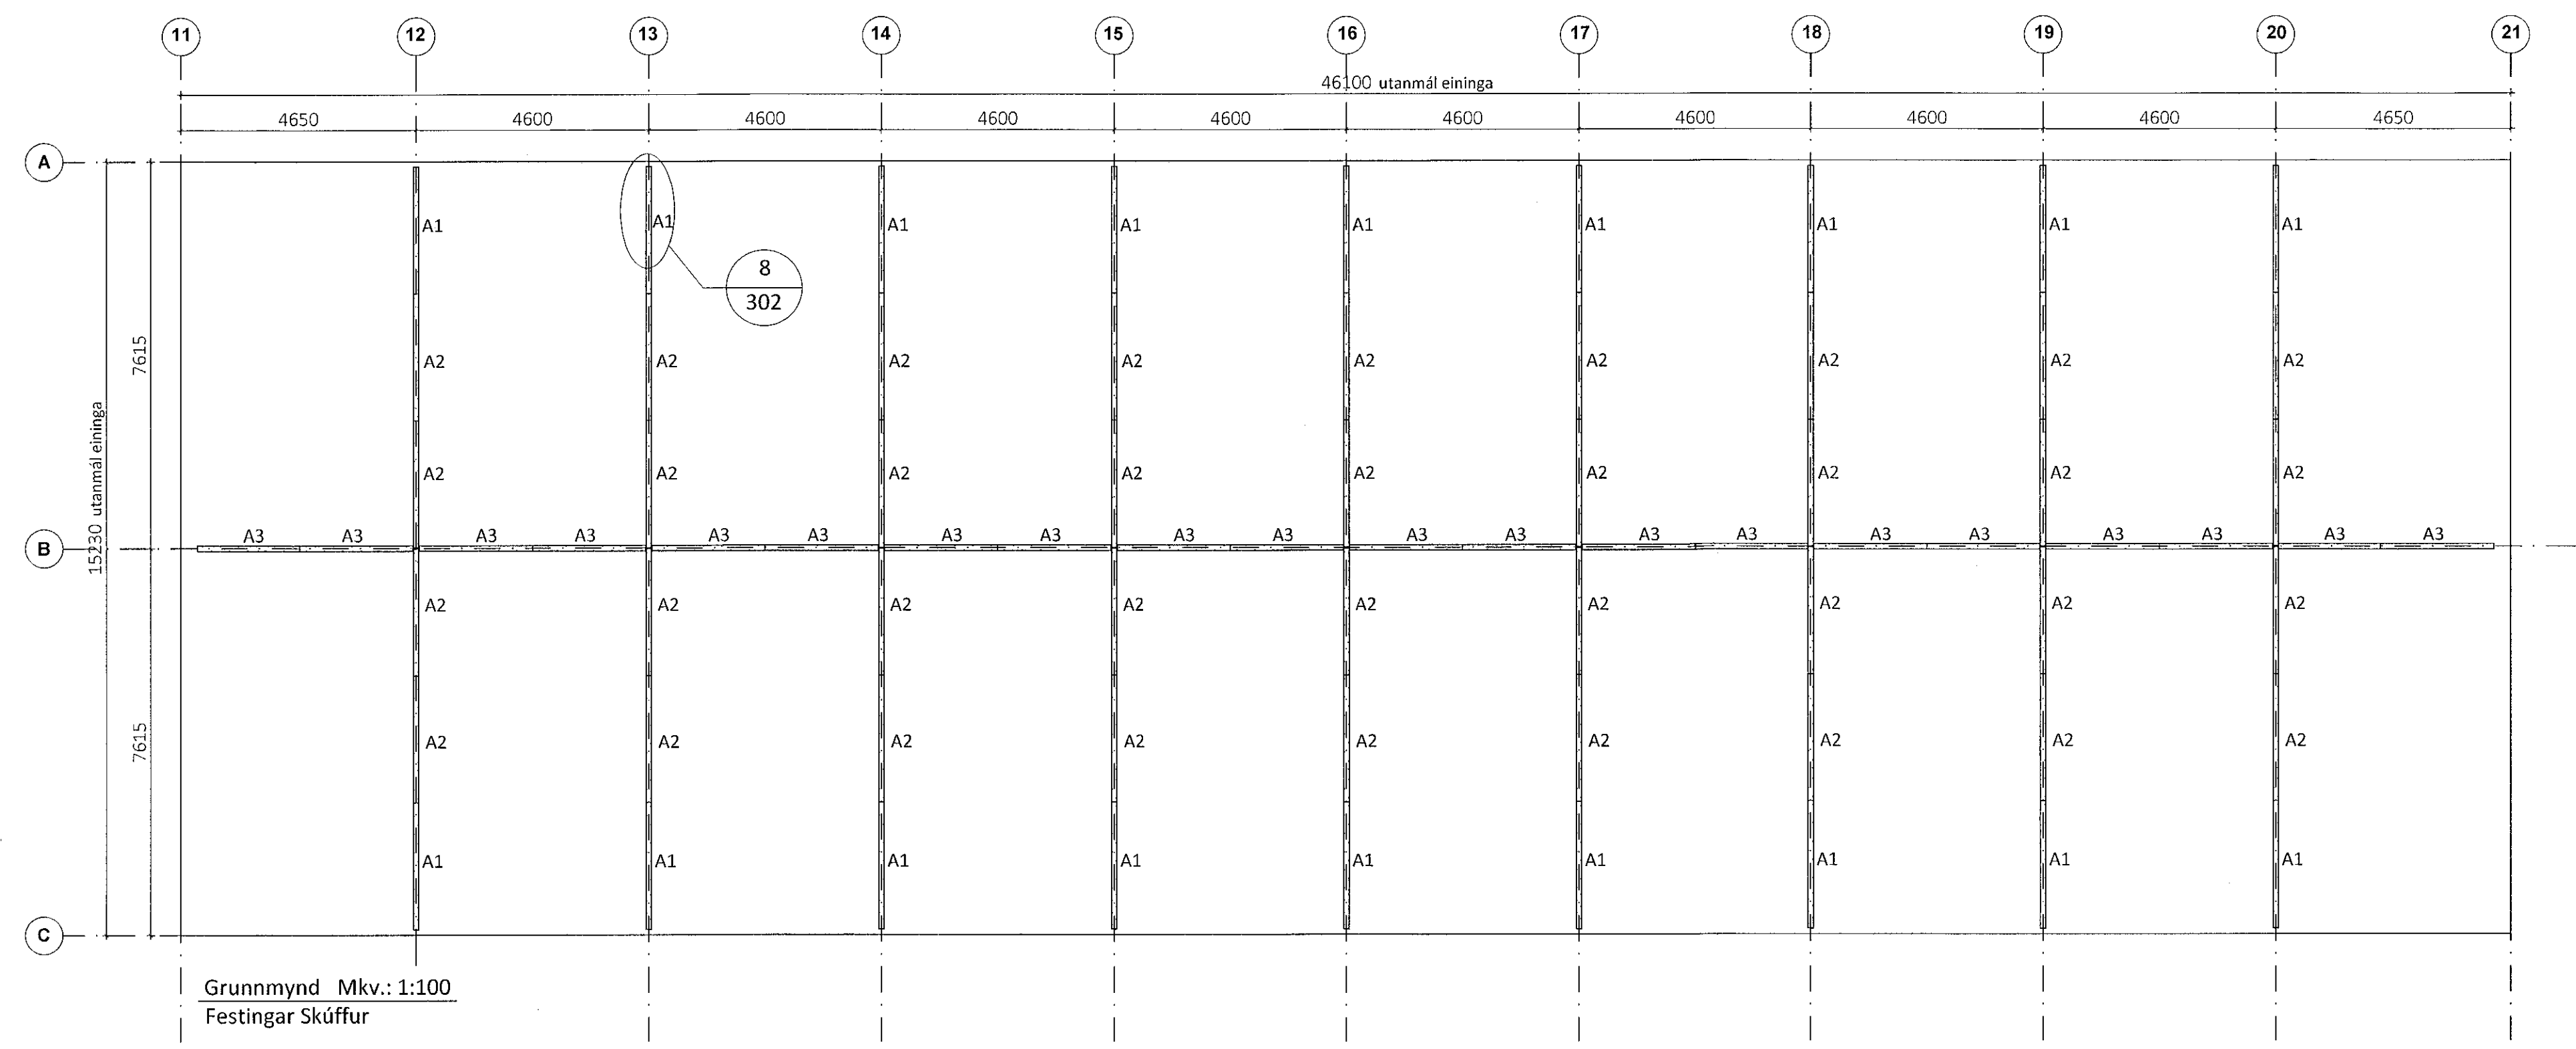 11 12 13 14 15 16 17 18 19 20 21
46100 utanmál eininga
4650 4600 4600 4600 4600 4600 4600 4600 4600 4650
A
A1 A1 A1 A1 A1 A1 A1 A1 A1
8
302
7615
A2 A2 A2 A2 A2 A2 A2 A2 A2
15230 utanmál eininga
A2 A2 A2 A2 A2 A2 A2 A2 A2
A3 A3 A3 A3 A3 A3 A3 A3 A3 A3 A3 A3 A3 A3 A3 A3 A3 A3 A3 A3
B
A2 A2 A2 A2 A2 A2 A2 A2 A2
7615
A2 A2 A2 A2 A2 A2 A2 A2 A2
A1 A1 A1 A1 A1 A1 A1 A1 A1
C
Grunnmynd Mkv.: 1:100
Festingar Skúffur